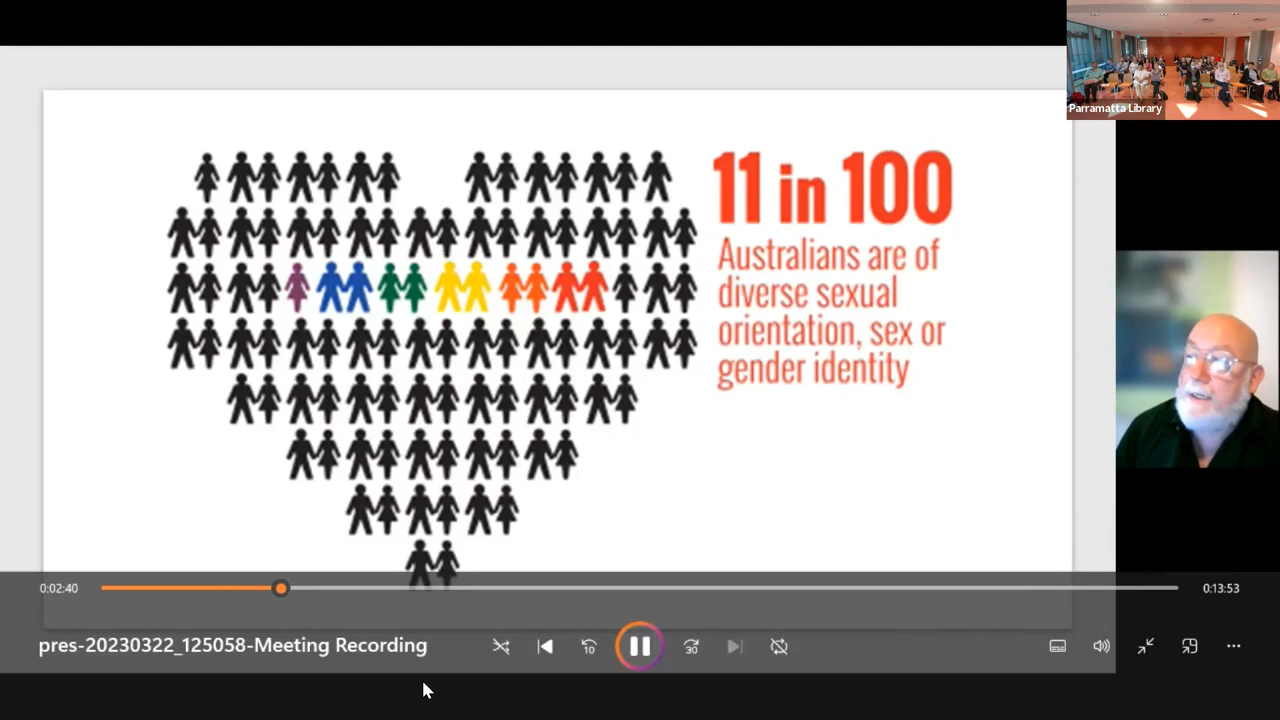 Parramatta Library
11 in 100
Australians are of
diverse sexual
orientation, sex or
gender identity
0:02:40
0:13:53
pres-20230322_125058-Meeting Recording
10
30